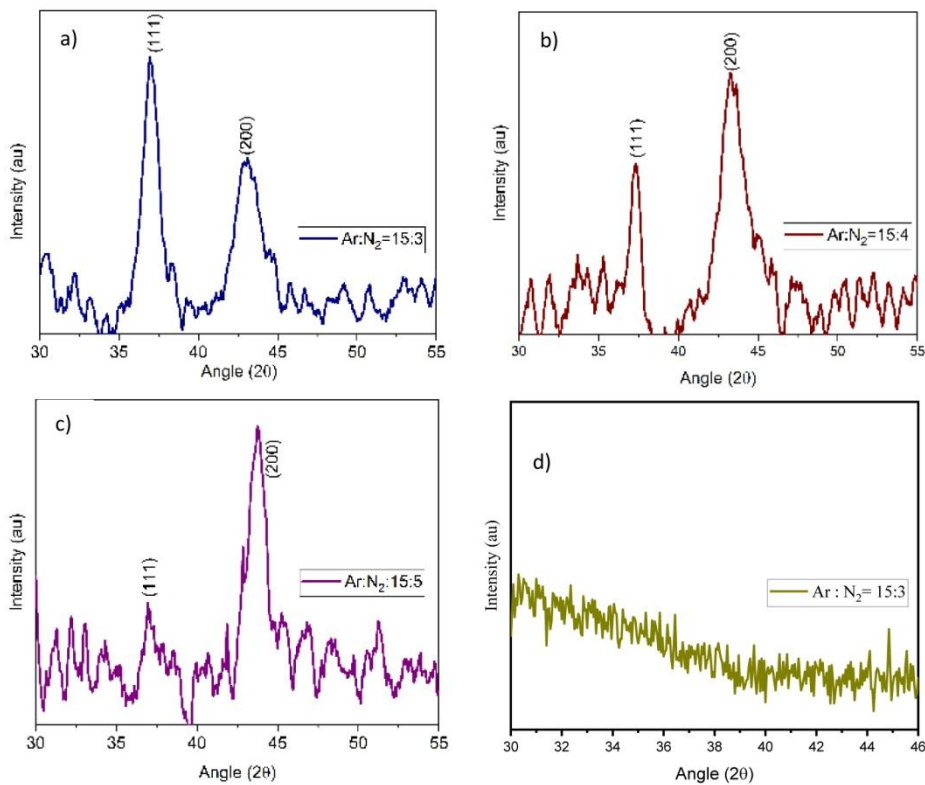 a)
(111)
(200)
Intensity (au)
Ar:N₂=15:3
30 35 40 45 50 55
Angle (2θ)
b)
(111)
(200)
Intensity (au)
Ar:N₂=15:4
30 35 40 45 50 55
Angle (2θ)
c)
(111)
(200)
Intensity (au)
Ar:N₂:15:5
30 35 40 45 50 55
Angle (2θ)
d)
Intensity (au)
Ar : N₂= 15:3
30 32 34 36 38 40 42 44 46
Angle (2θ)